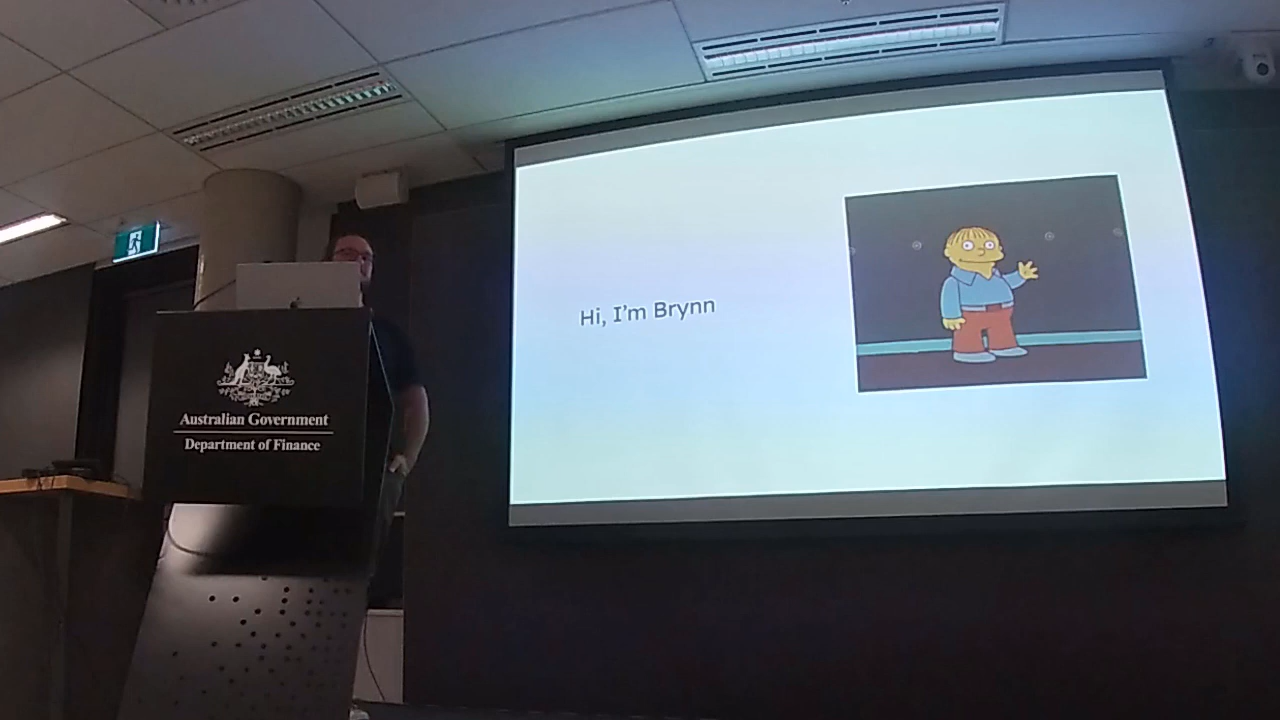 Hi, I'm Brynn
Australian Government
Department of Finance